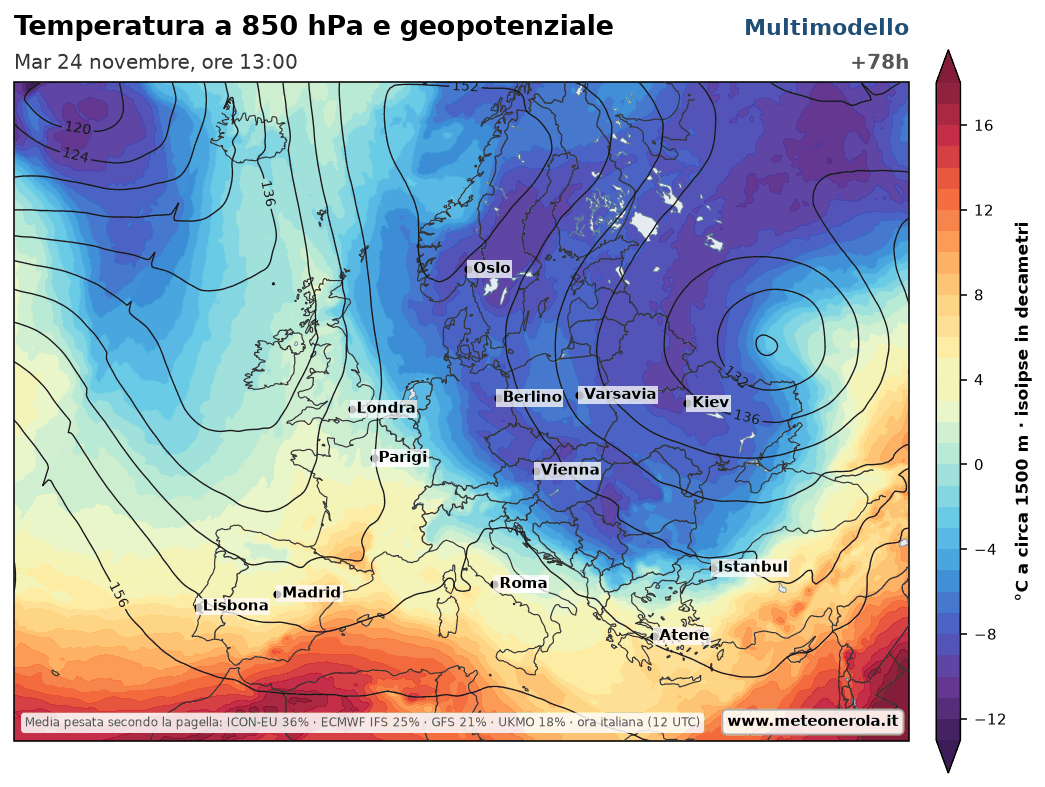 Temperatura a 850 hPa e geopotenziale
Multimodello
Mar 24 novembre, ore 13:00
+78h
152
120
124
136
16
12
8
4
0
−4
−8
−12
°C a circa 1500 m · isoipse in decametri
Oslo
132
136
Berlino
Varsavia
Kiev
Londra
Parigi
Vienna
156
Madrid
Lisbona
Roma
Istanbul
Atene
Media pesata secondo la pagella: ICON-EU 36% · ECMWF IFS 25% · GFS 21% · UKMO 18% · ora italiana (12 UTC)
www.meteonerola.it